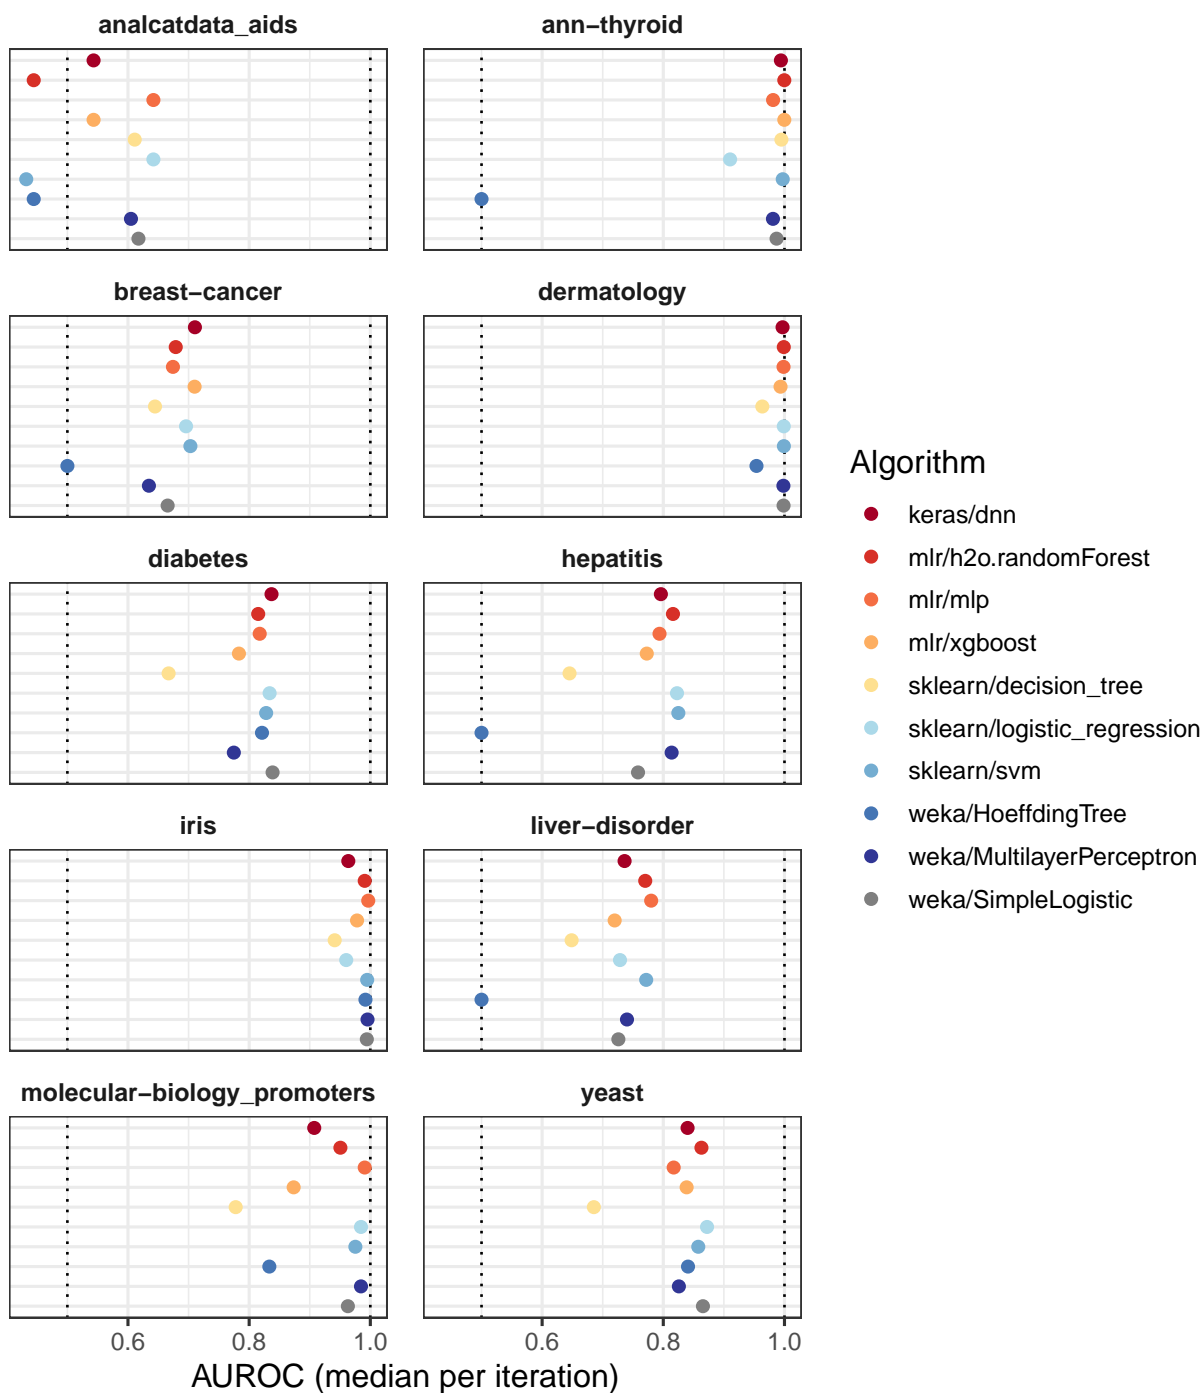 analcatdata_aids
ann−thyroid
breast−cancer
dermatology
diabetes
hepatitis
iris
liver−disorder
molecular−biology_promoters
yeast
0.6 0.8 1.0
0.6 0.8 1.0
AUROC (median per iteration)
Algorithm
keras/dnn
mlr/h2o.randomForest
mlr/mlp
mlr/xgboost
sklearn/decision_tree
sklearn/logistic_regression
sklearn/svm
weka/HoeffdingTree
weka/MultilayerPerceptron
weka/SimpleLogistic